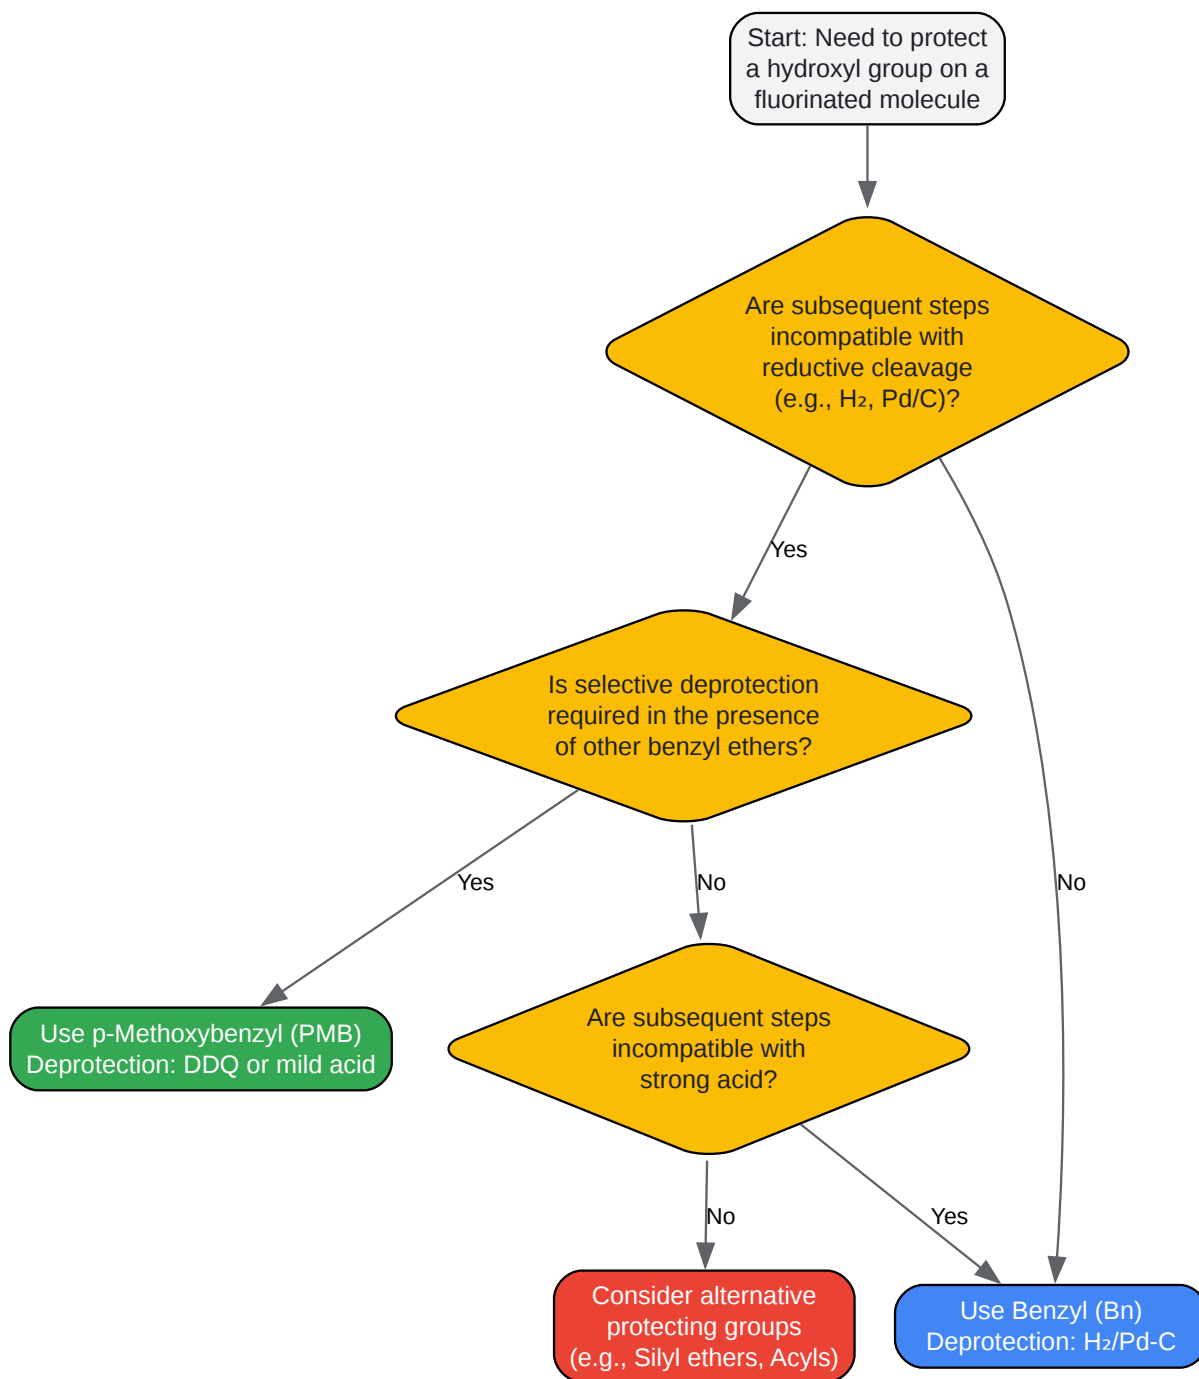 Start: Need to protect
a hydroxyl group on a
fluorinated molecule
Are subsequent steps
incompatible with
reductive cleavage
(e.g., H₂, Pd/C)?
Yes
Is selective deprotection
required in the presence
of other benzyl ethers?
Yes
No
No
Use p-Methoxybenzyl (PMB)
Deprotection: DDQ or mild acid
Are subsequent steps
incompatible with
strong acid?
No
Yes
Consider alternative
protecting groups
(e.g., Silyl ethers, Acyls)
Use Benzyl (Bn)
Deprotection: H₂/Pd-C